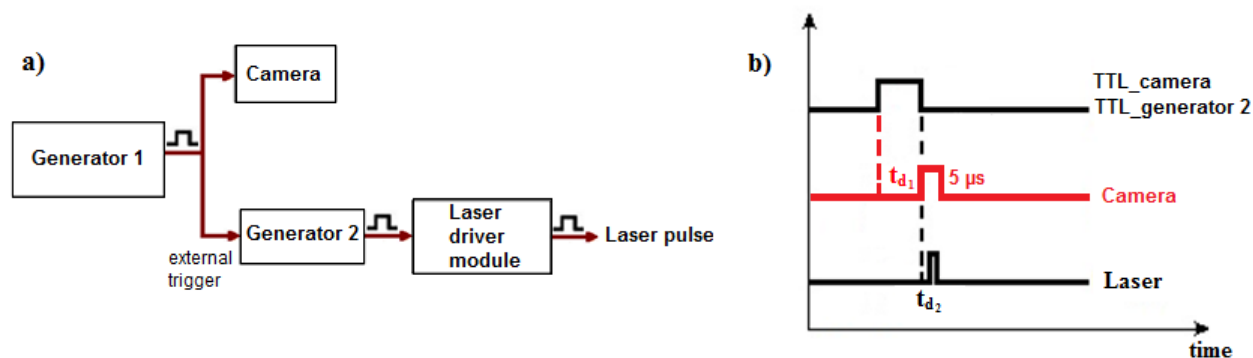 a)
Camera
Generator 1
Generator 2
external
trigger
Laser
driver
module
Laser pulse
b)
TTL_camera
TTL_generator 2
td1
5 µs
Camera
Laser
td2
time